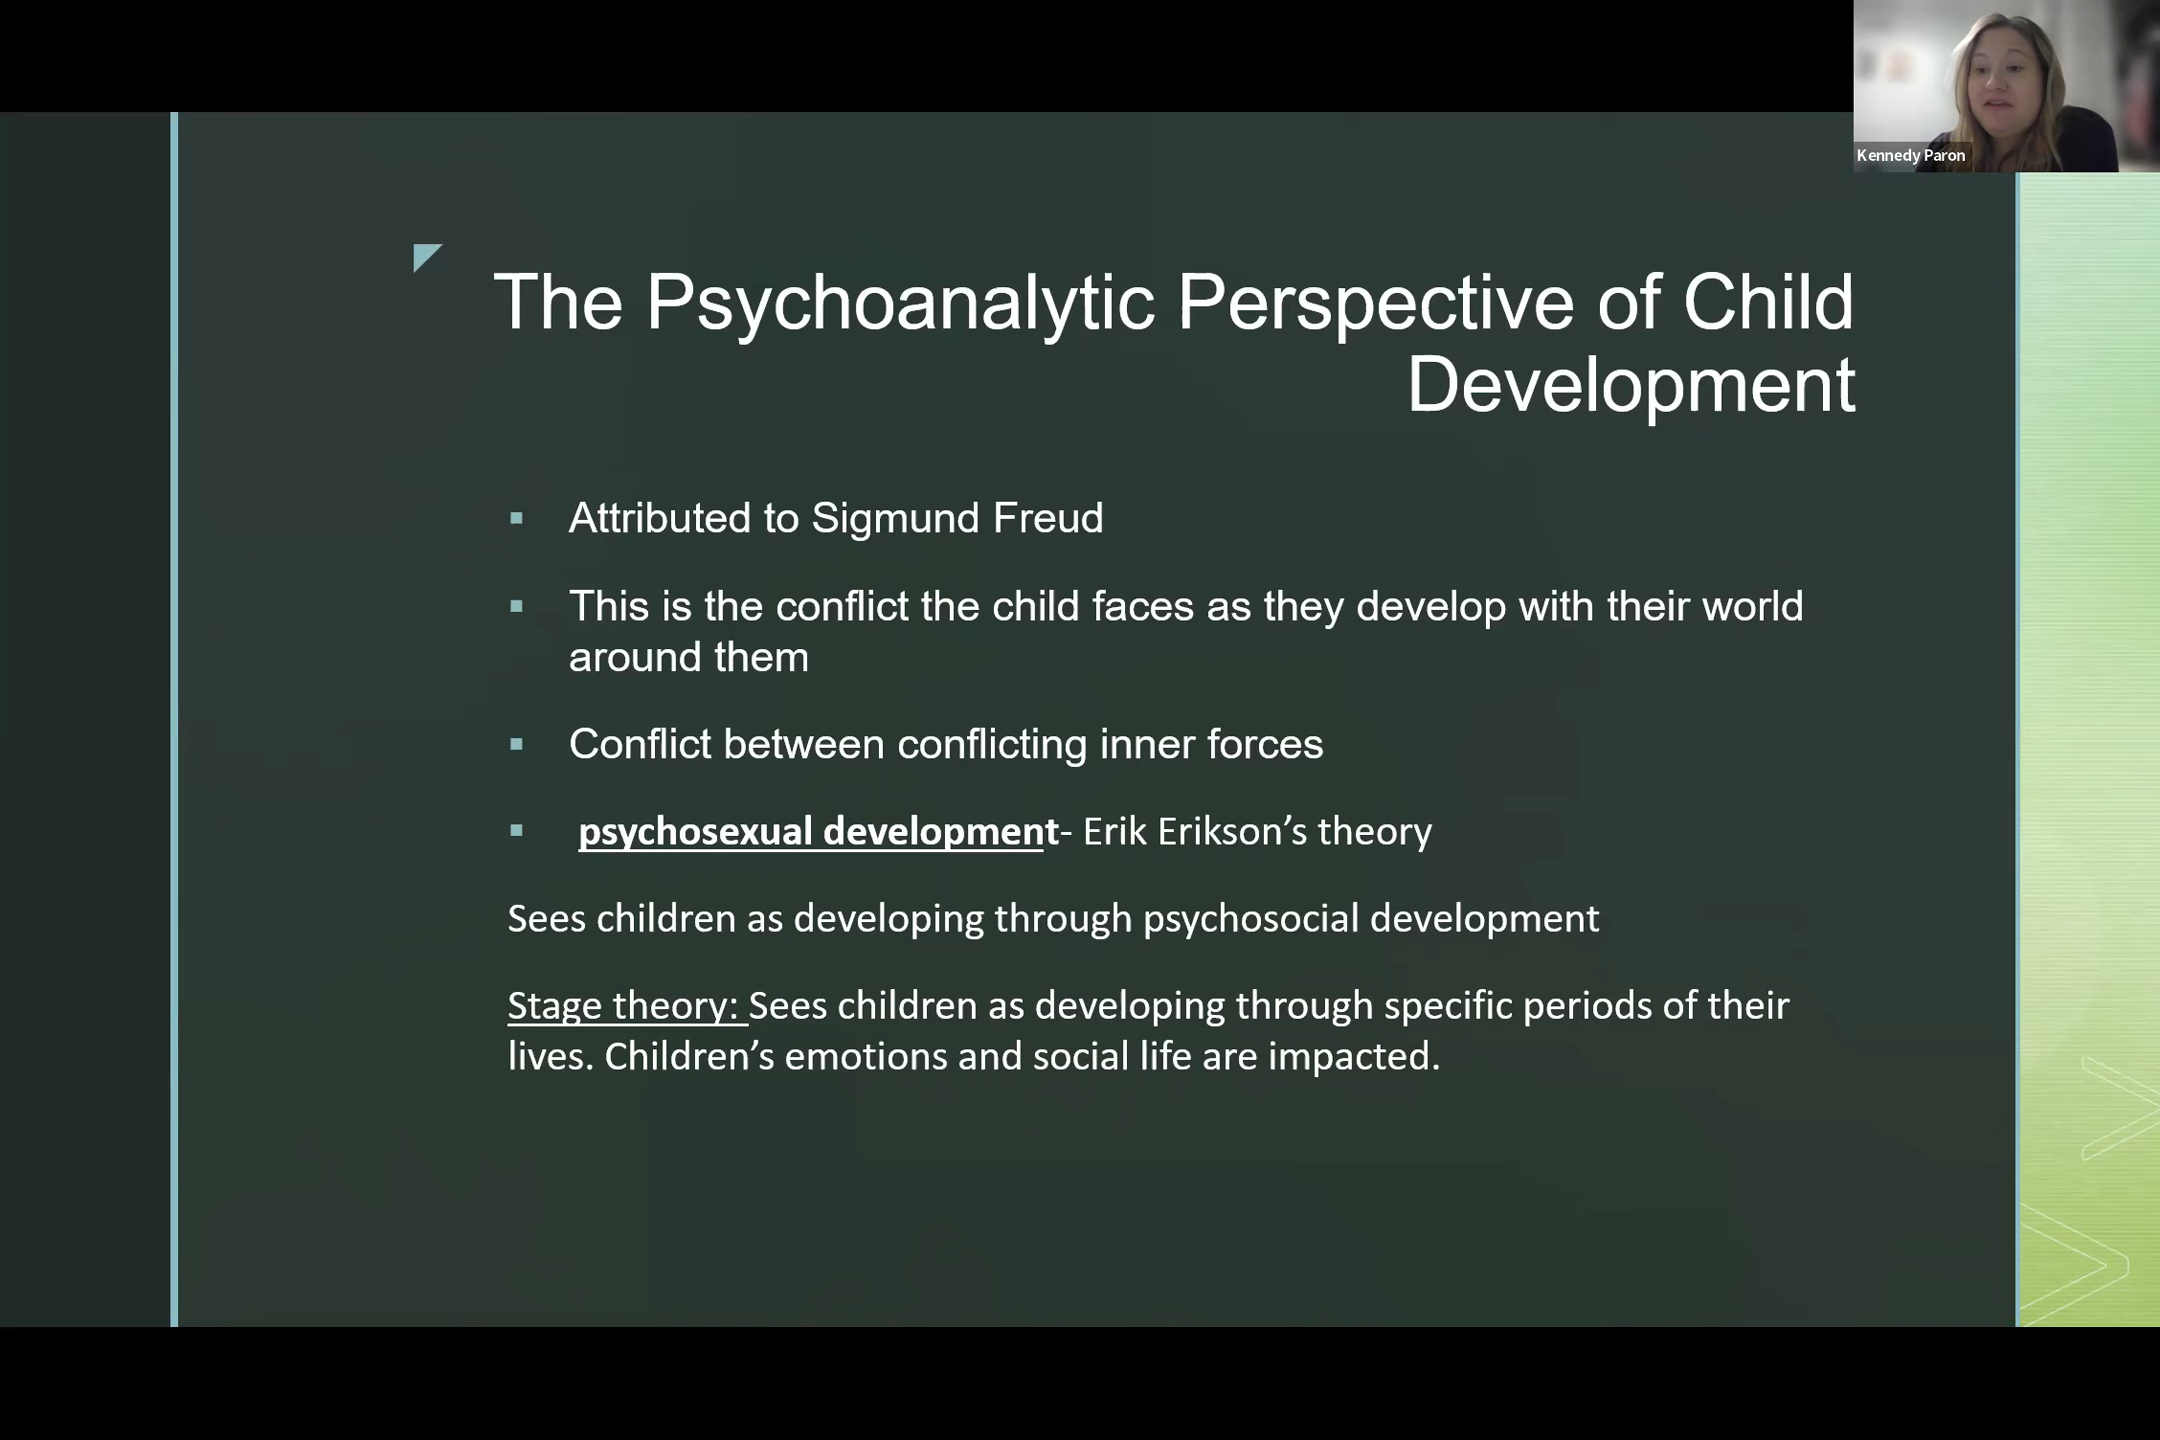 Kennedy Paron
The Psychoanalytic Perspective of Child
Development
▪ Attributed to Sigmund Freud
▪ This is the conflict the child faces as they develop with their world
around them
▪ Conflict between conflicting inner forces
▪ psychosexual development- Erik Erikson’s theory
Sees children as developing through psychosocial development
Stage theory: Sees children as developing through specific periods of their
lives. Children’s emotions and social life are impacted.